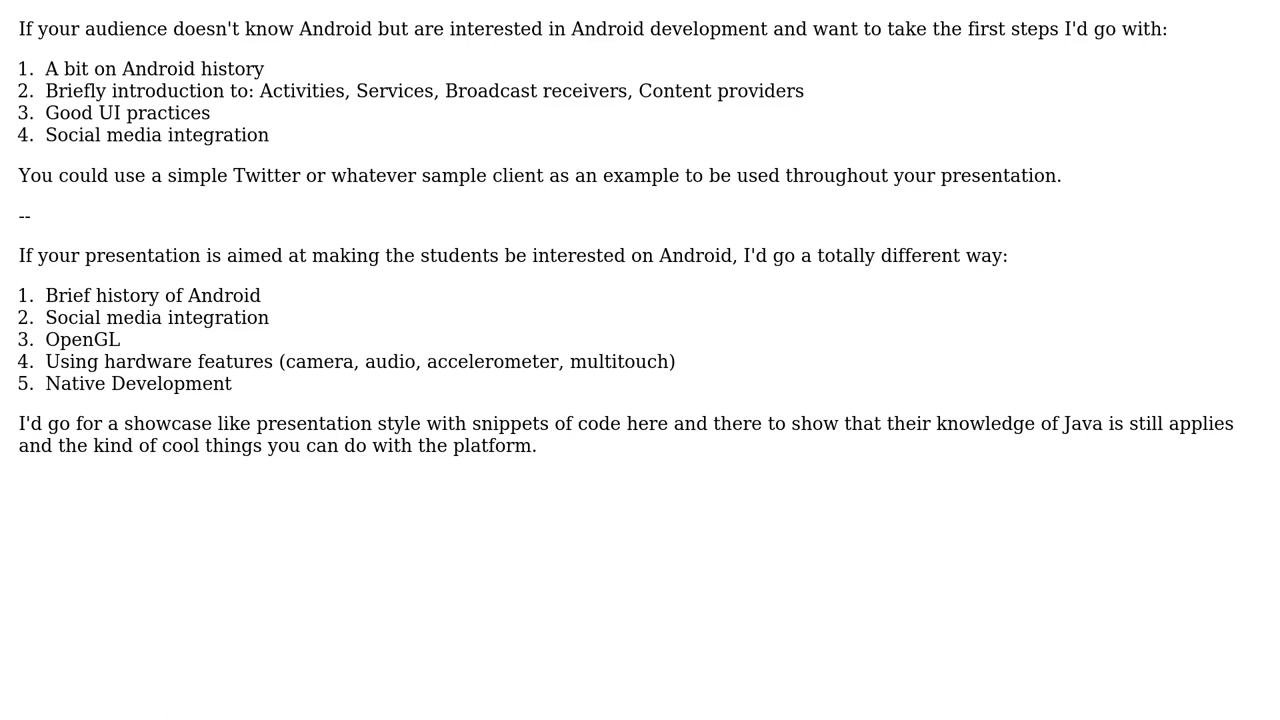 If your audience doesn't know Android but are interested in Android development and want to take the first steps I'd go with:
1. A bit on Android history
2. Briefly introduction to: Activities, Services, Broadcast receivers, Content providers
3. Good UI practices
4. Social media integration
You could use a simple Twitter or whatever sample client as an example to be used throughout your presentation.
--
If your presentation is aimed at making the students be interested on Android, I'd go a totally different way:
1. Brief history of Android
2. Social media integration
3. OpenGL
4. Using hardware features (camera, audio, accelerometer, multitouch)
5. Native Development
I'd go for a showcase like presentation style with snippets of code here and there to show that their knowledge of Java is still applies
and the kind of cool things you can do with the platform.